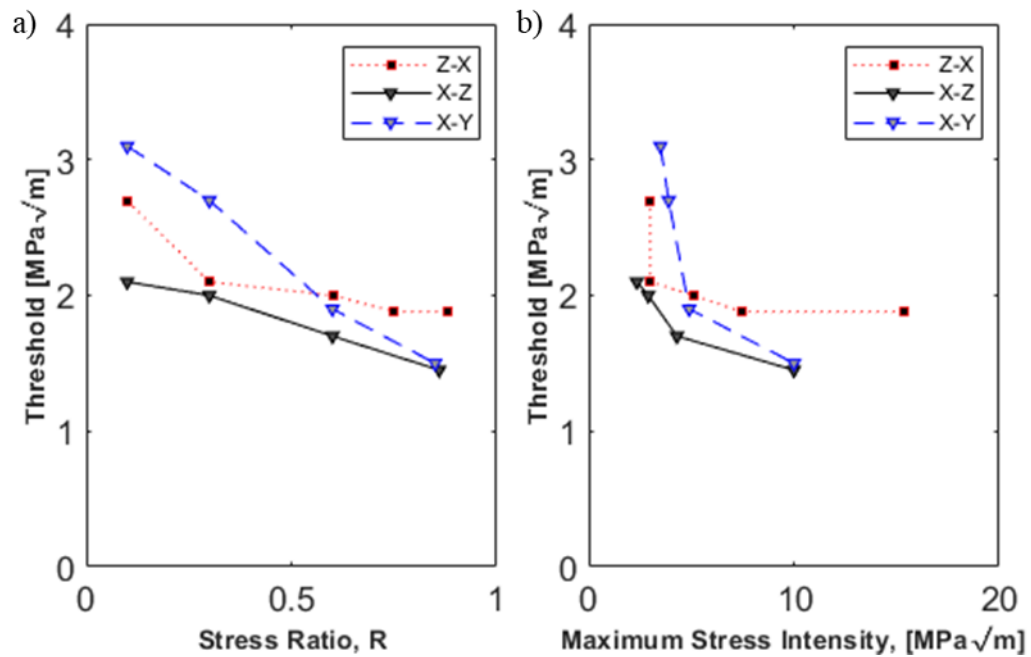 a)
4
3
2
1
0
Threshold [MPa√m]
Z-X
X-Z
X-Y
0
0.5
1
Stress Ratio, R
b)
4
3
2
1
0
Threshold [MPa√m]
Z-X
X-Z
X-Y
0
10
20
Maximum Stress Intensity, [MPa√m]